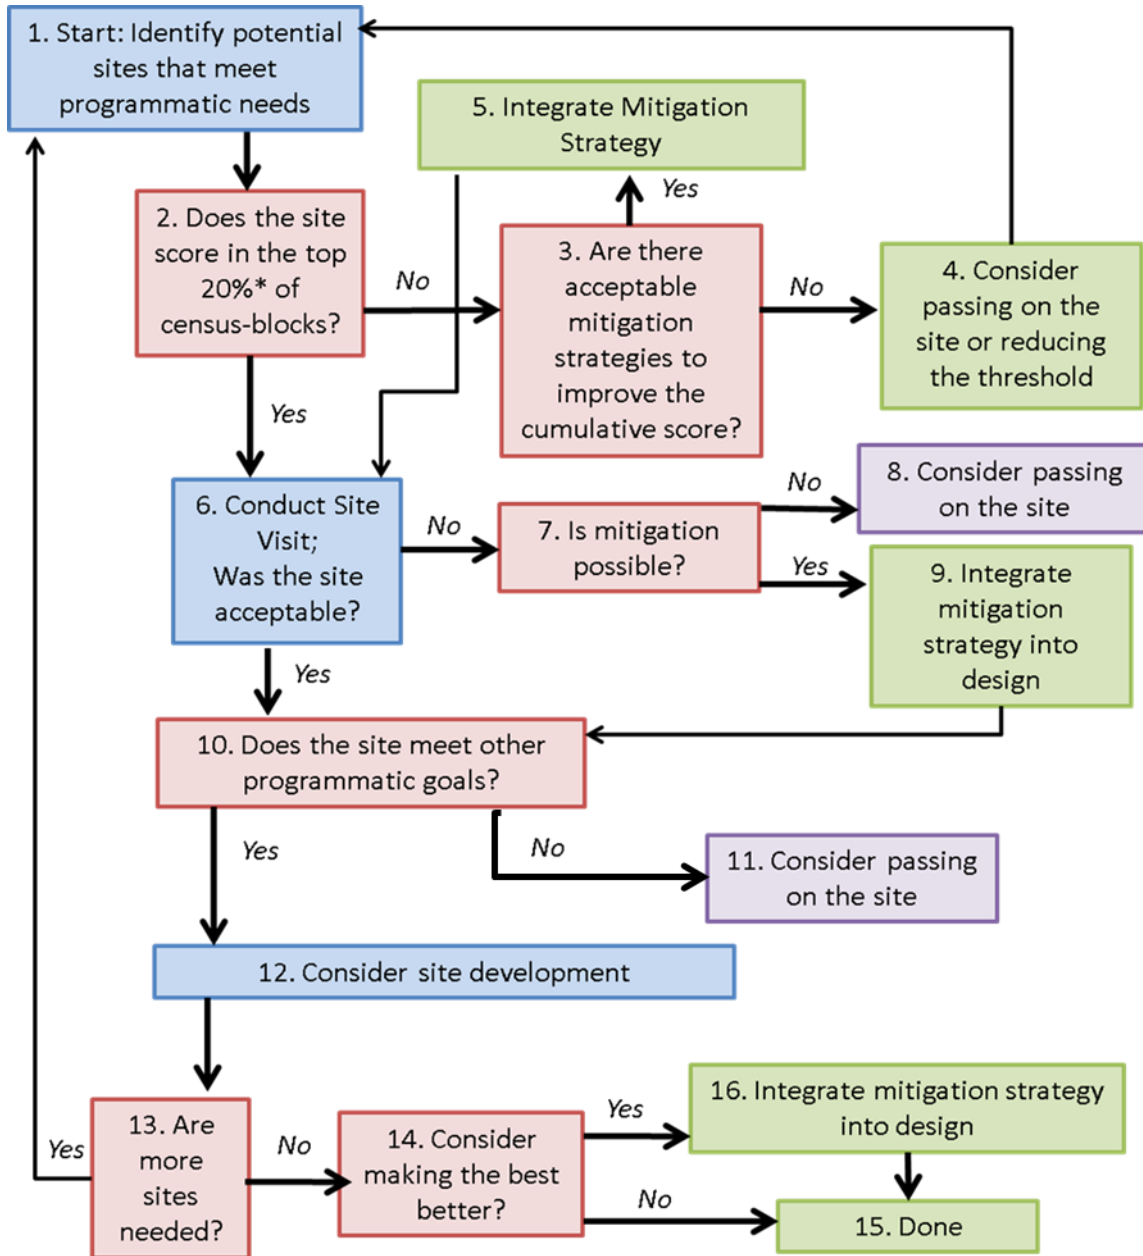 1. Start: Identify potential
sites that meet
programmatic needs
5. Integrate Mitigation
Strategy
Yes
2. Does the site
score in the top
20%* of
census-blocks?
No
3. Are there
acceptable
mitigation
strategies to
improve the
cumulative score?
No
4. Consider
passing on the
site or reducing
the threshold
Yes
6. Conduct Site
Visit;
Was the site
acceptable?
No
7. Is mitigation
possible?
No
8. Consider passing
on the site
Yes
9. Integrate
mitigation
strategy into
design
Yes
10. Does the site meet other
programmatic goals?
Yes
No
11. Consider passing
on the site
12. Consider site development
Yes
13. Are
more
sites
needed?
No
14. Consider
making the best
better?
Yes
16. Integrate mitigation strategy
into design
No
15. Done